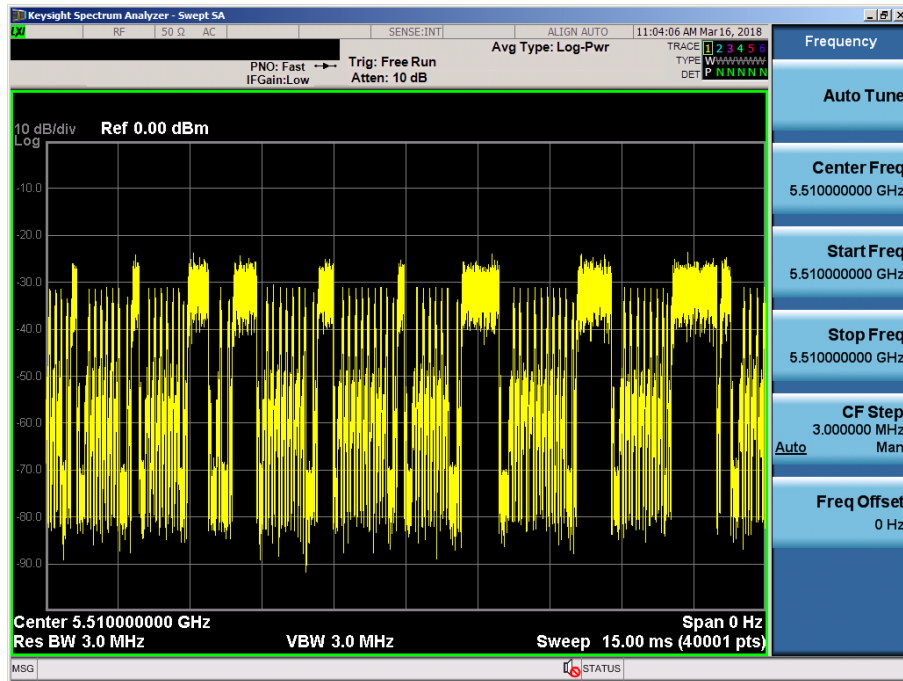 Keysight Spectrum Analyzer - Swept SA
LXI RF 50 Ω AC SENSE:INT ALIGN AUTO 11:04:06 AM Mar 16, 2018
PNO: Fast
IFGain:Low
Trig: Free Run
Atten: 10 dB
Avg Type: Log-Pwr
TRACE 1 2 3 4 5 6
TYPE WWWWWWW
DET P N N N N N
10 dB/div Ref 0.00 dBm
Log
-10.0
-20.0
-30.0
-40.0
-50.0
-60.0
-70.0
-80.0
-90.0
Center 5.510000000 GHz Span 0 Hz
Res BW 3.0 MHz VBW 3.0 MHz Sweep 15.00 ms (40001 pts)
MSG STATUS
Frequency
Auto Tune
Center Freq
5.510000000 GHz
Start Freq
5.510000000 GHz
Stop Freq
5.510000000 GHz
CF Step
3.000000 MHz
Auto Man
Freq Offset
0 Hz